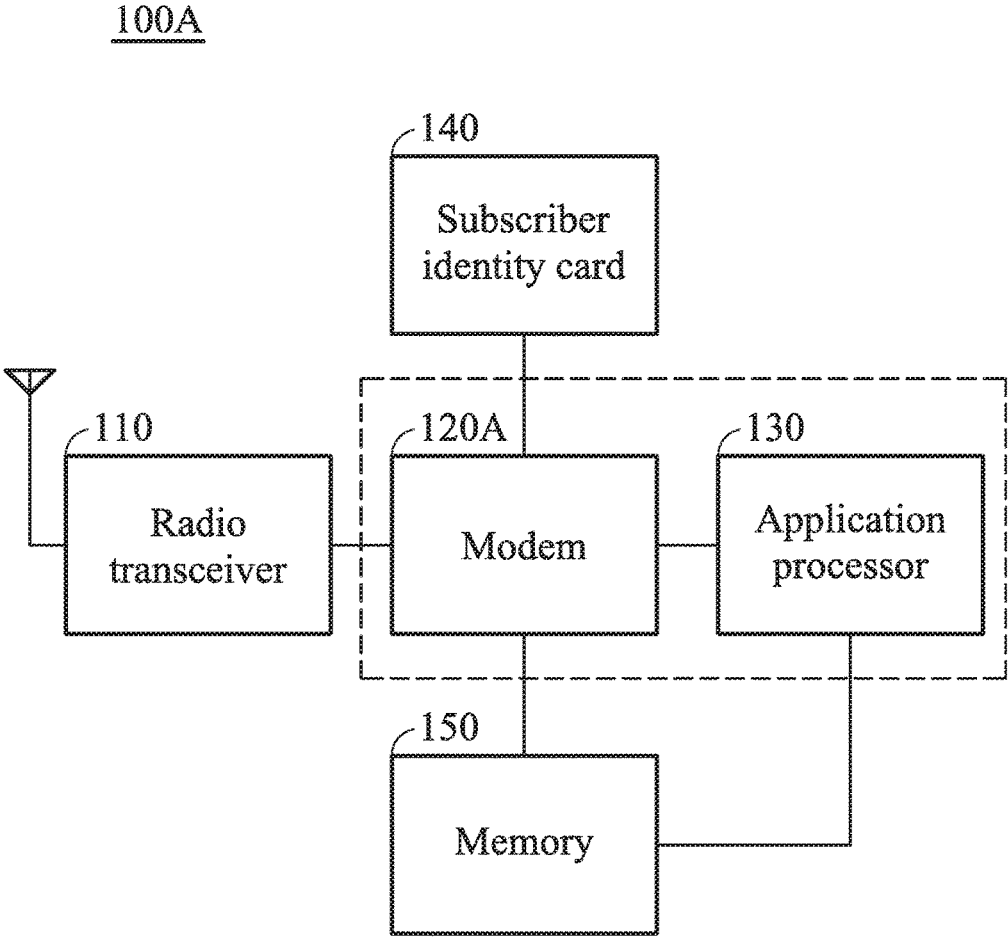 100A
140
Subscriber
identity card
110
120A
130
Radio
transceiver
Modem
Application
processor
150
Memory